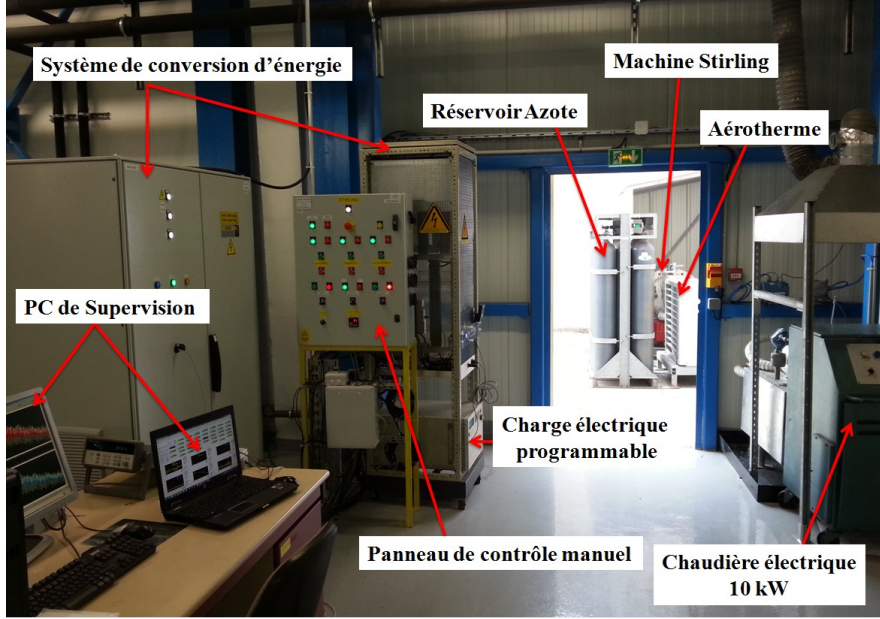 Système de conversion d'énergie
Machine Stirling
Réservoir Azote
Aérotherme
PC de Supervision
Charge électrique
programmable
Panneau de contrôle manuel
Chaudière électrique
10 kW